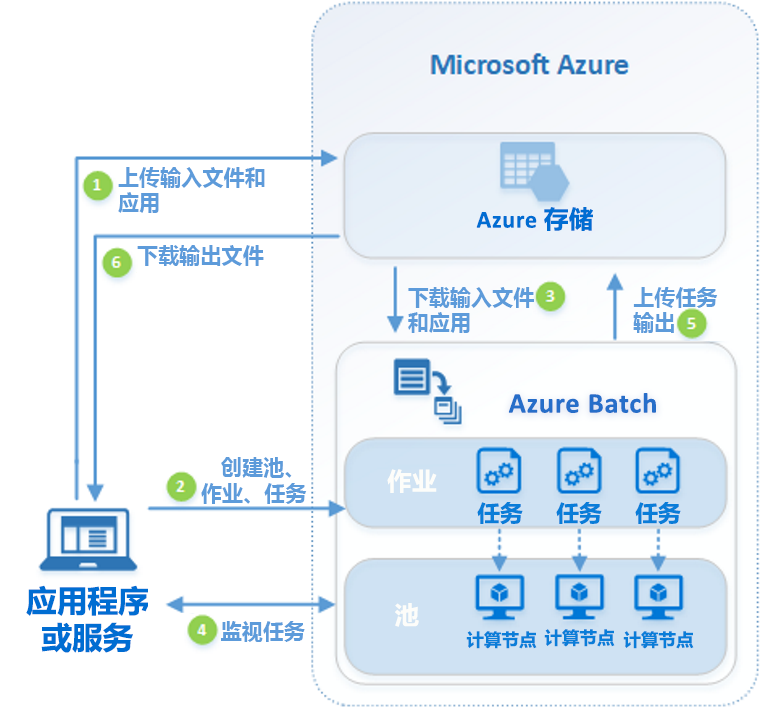 Microsoft Azure
Azure 存储
1 上传输入文件和
应用
6 下载输出文件
下载输入文件 3
和应用
上传任务
输出 5
Azure Batch
2 创建池、
作业、任务
作业
任务 任务 任务
池
计算节点 计算节点 计算节点
应用程序
或服务
4 监视任务